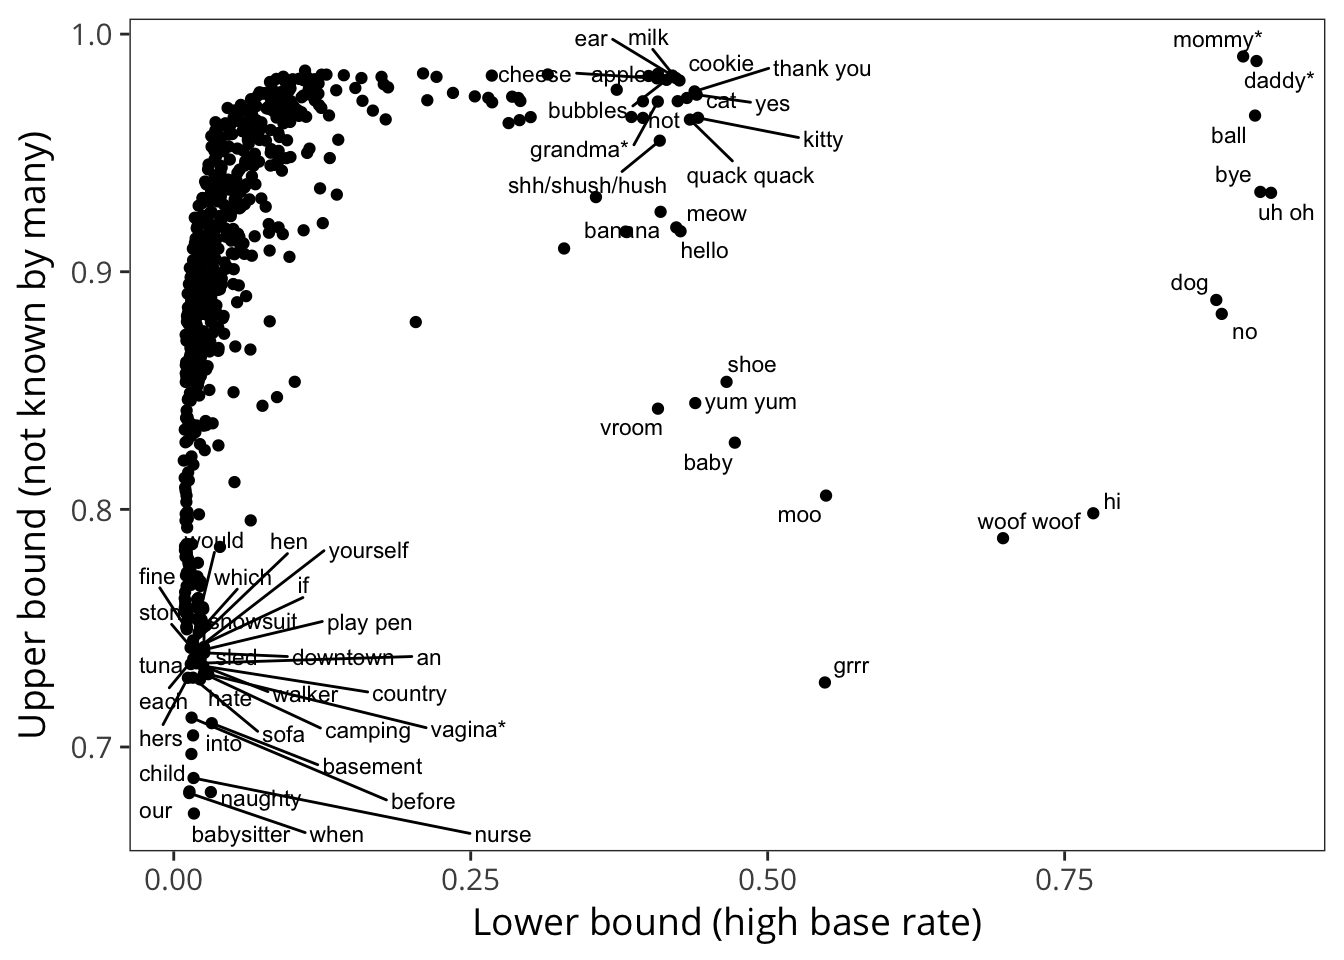 ear
milk
mommy*
1.0
cookie
thank you
cheese
apple
daddy*
bubbles
cat
yes
not
ball
kitty
grandma*
quack quack
bye
shh/shush/hush
uh oh
meow
banana
hello
0.9
dog
no
shoe
yum yum
vroom
baby
hi
0.8
moo
woof woof
would
hen
yourself
fine
which
if
snowsuit
play pen
sled
downtown
an
tuna
grrr
each
hate
walker
country
hers
into
sofa
camping
vagina*
0.7
child
basement
naughty
before
our
babysitter
when
nurse
0.00
0.25
0.50
0.75
Lower bound (high base rate)
Upper bound (not known by many)